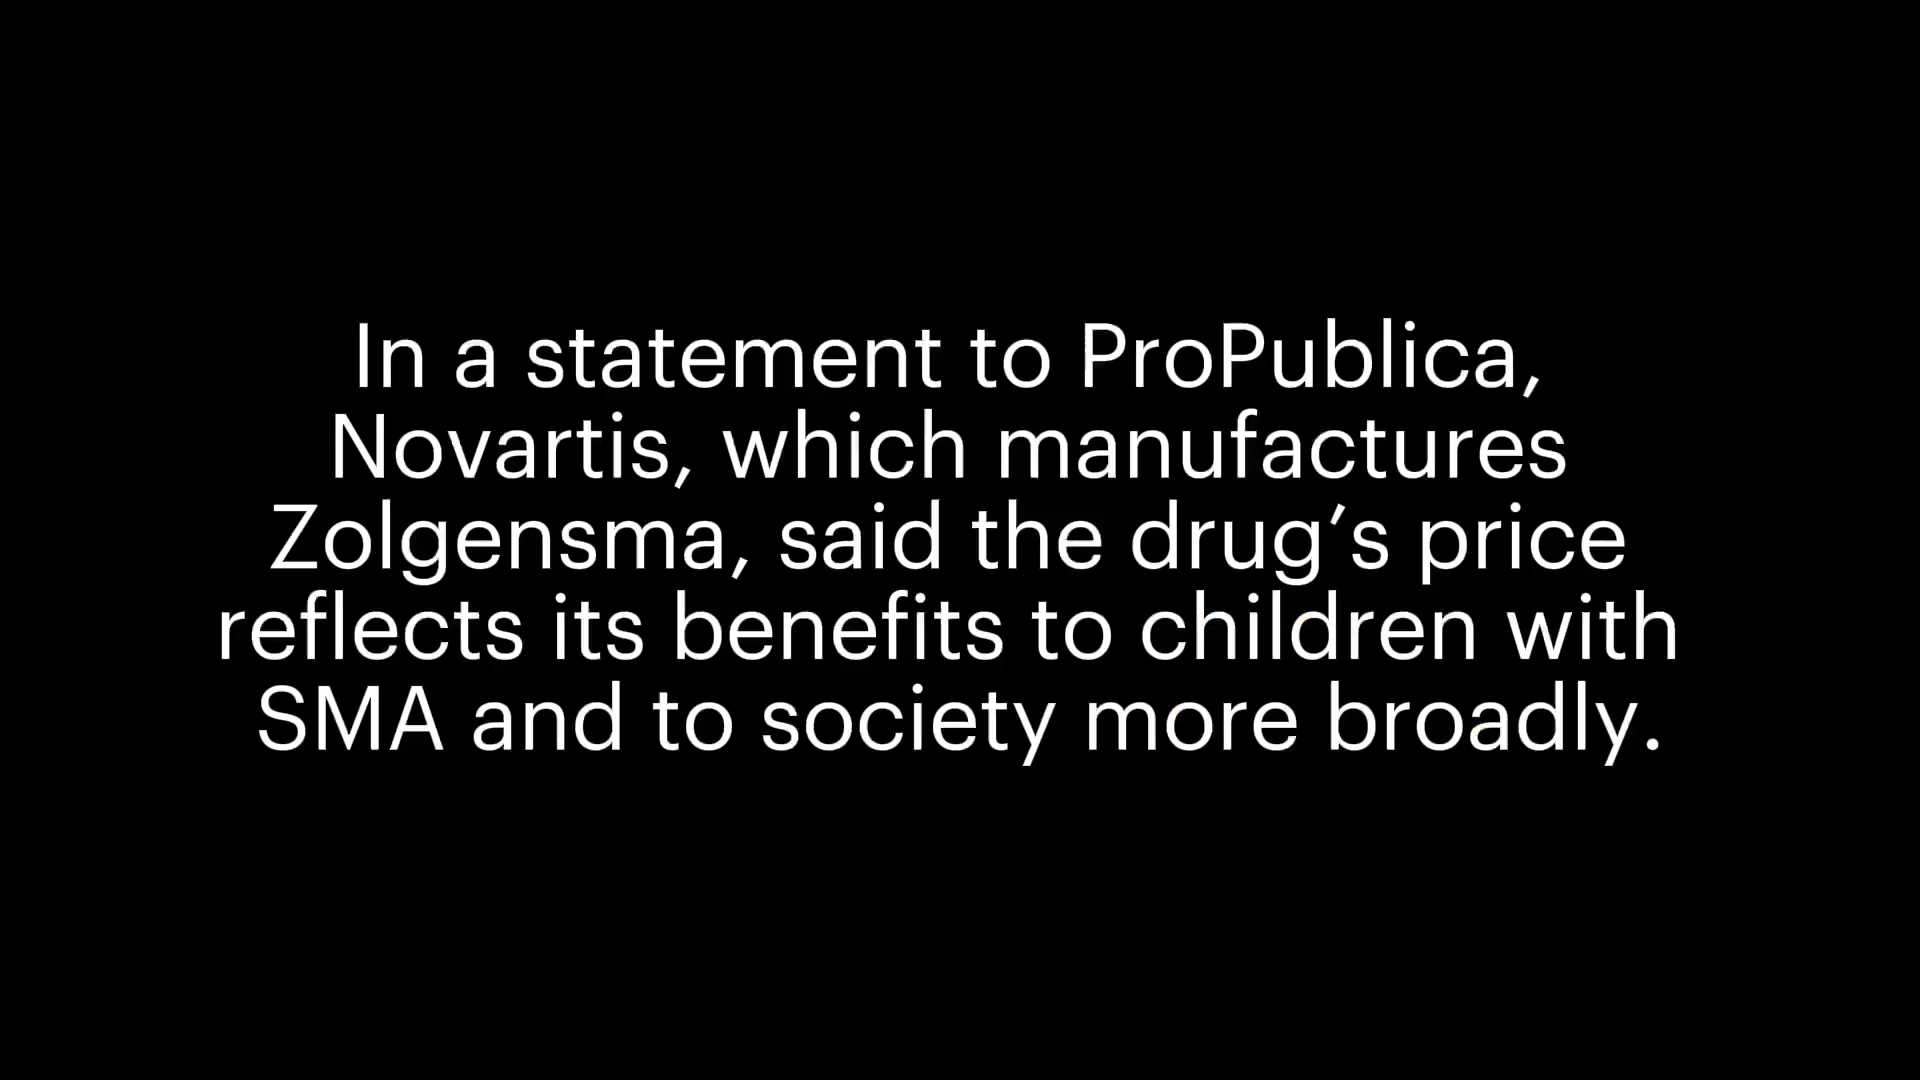 In a statement to ProPublica,
Novartis, which manufactures
Zolgensma, said the drug’s price
reflects its benefits to children with
SMA and to society more broadly.